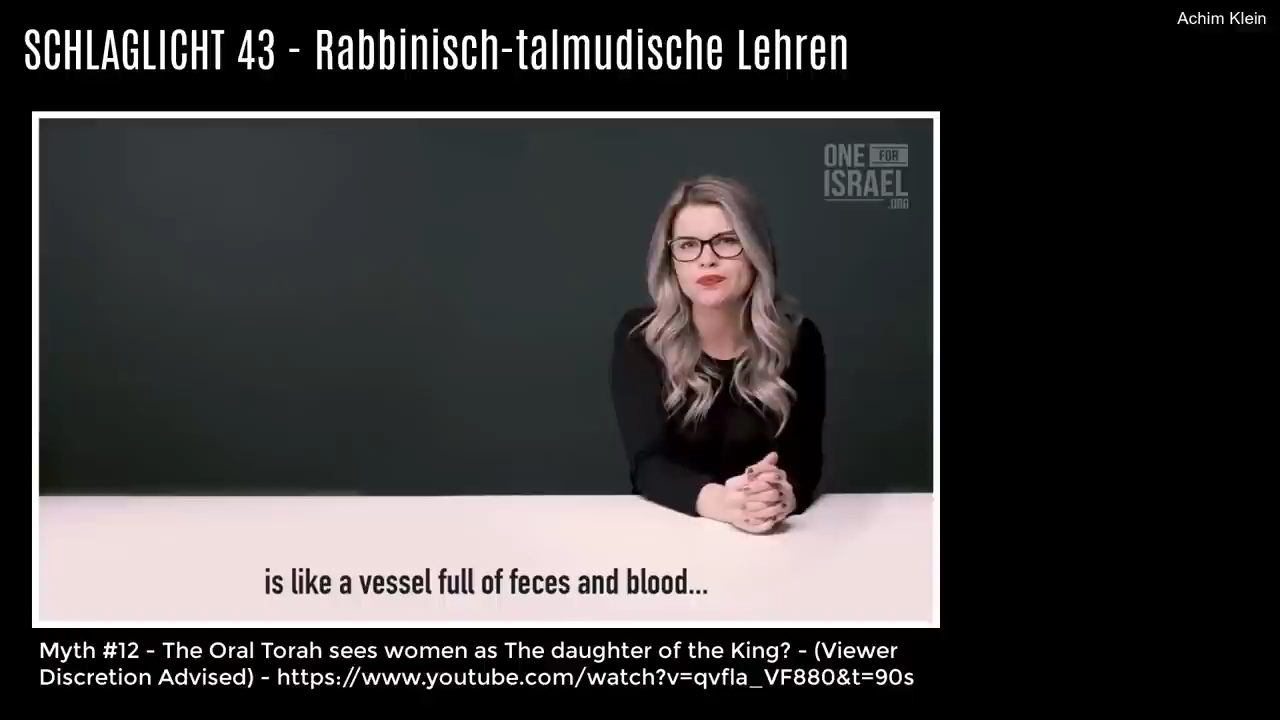 Achim Klein
SCHLAGLICHT 43 - Rabbinisch-talmudische Lehren
ONE FOR
ISRAEL
.ORG
is like a vessel full of feces and blood...
Myth #12 - The Oral Torah sees women as The daughter of the King? - (Viewer
Discretion Advised) - https://www.youtube.com/watch?v=qvfla_VF880&t=90s